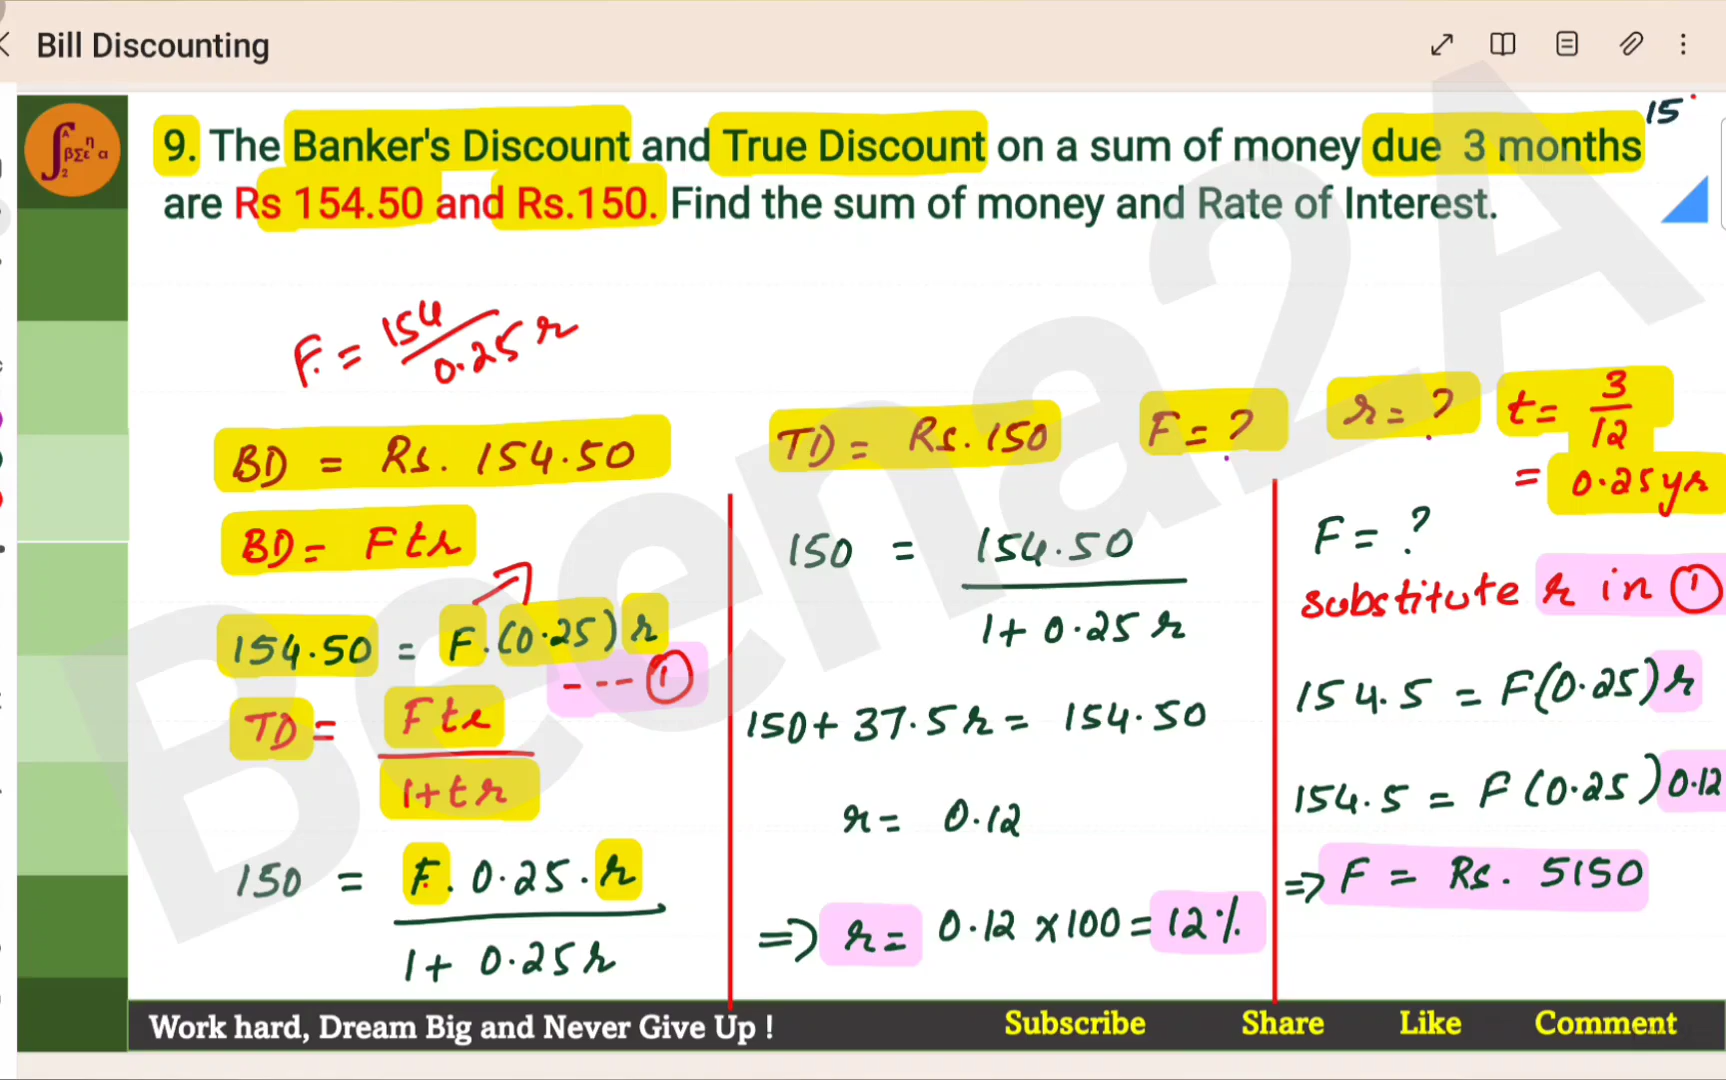 Bill Discounting
15
9. The Banker's Discount and True Discount on a sum of money due 3 months
are Rs 154.50 and Rs.150. Find the sum of money and Rate of Interest.
F = 154 / 0.25 r
BD = Rs. 154.50
TD = Rs. 150
F = ?
r = ?
t = 3/12
= 0.25 yr
BD = Ftr
154.50 = F.(0.25) r
---①
TD = Ftr / 1+tr
150 = F. 0.25. r / 1 + 0.25 r
150 = 154.50 / 1 + 0.25 r
150 + 37.5 r = 154.50
r = 0.12
=> r = 0.12 x 100 = 12 %
F = ?
substitute r in ①
154.5 = F(0.25) r
154.5 = F (0.25) 0.12
=> F = Rs. 5150
Beena2A
Work hard, Dream Big and Never Give Up !
Subscribe Share Like Comment